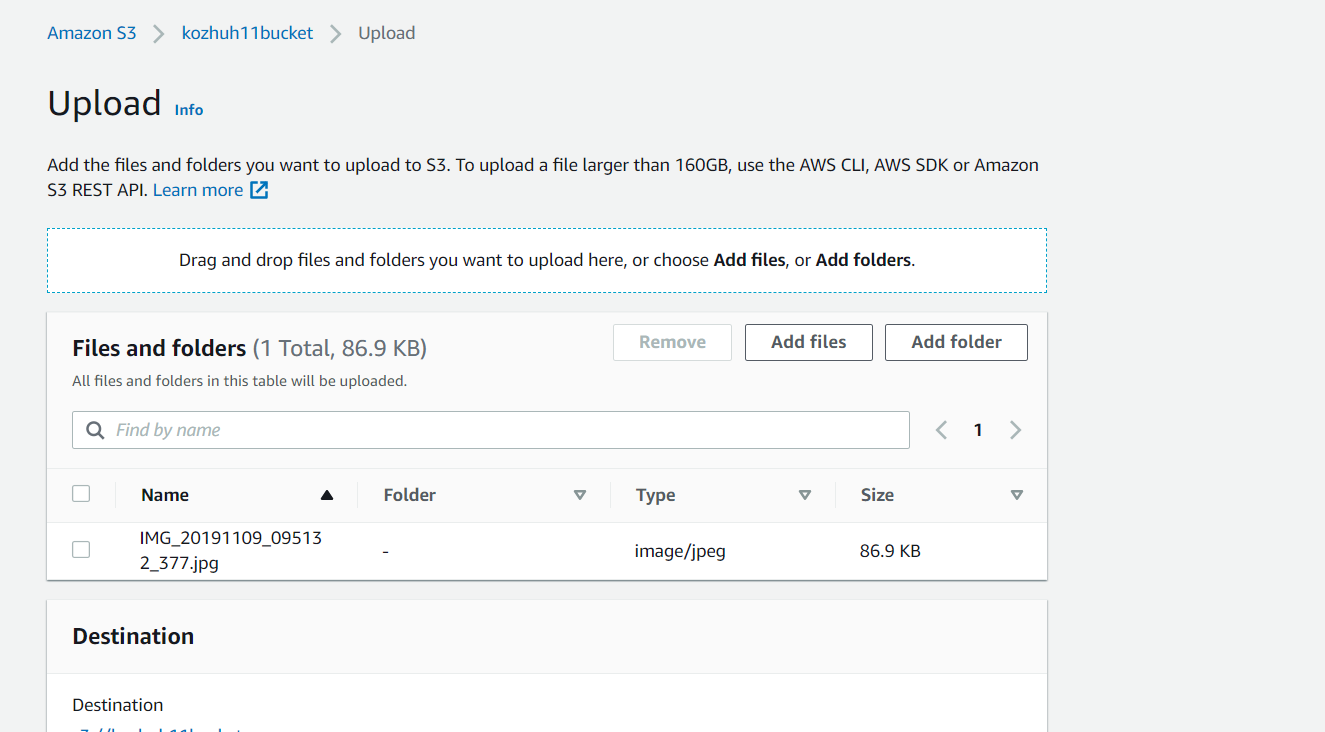 Amazon S3 > kozhuh11bucket > Upload
Upload Info
Add the files and folders you want to upload to S3. To upload a file larger than 160GB, use the AWS CLI, AWS SDK or Amazon
S3 REST API. Learn more
Drag and drop files and folders you want to upload here, or choose Add files, or Add folders.
Files and folders (1 Total, 86.9 KB)
Remove Add files Add folder
All files and folders in this table will be uploaded.
Find by name
1
Name Folder Type Size
IMG_20191109_09513
2_377.jpg
- image/jpeg 86.9 KB
Destination
Destination